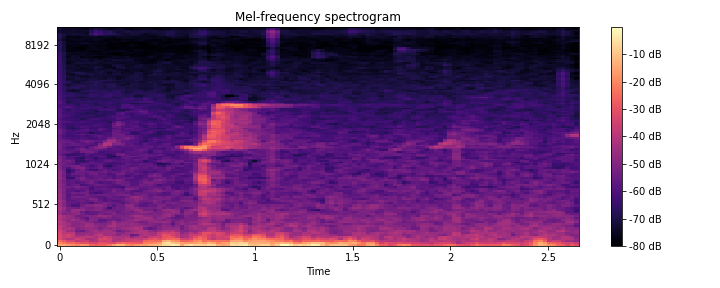 Mel-frequency spectrogram
Hz
8192
4096
2048
1024
512
0
0
0.5
1
1.5
2
2.5
Time
-10 dB
-20 dB
-30 dB
-40 dB
-50 dB
-60 dB
-70 dB
-80 dB